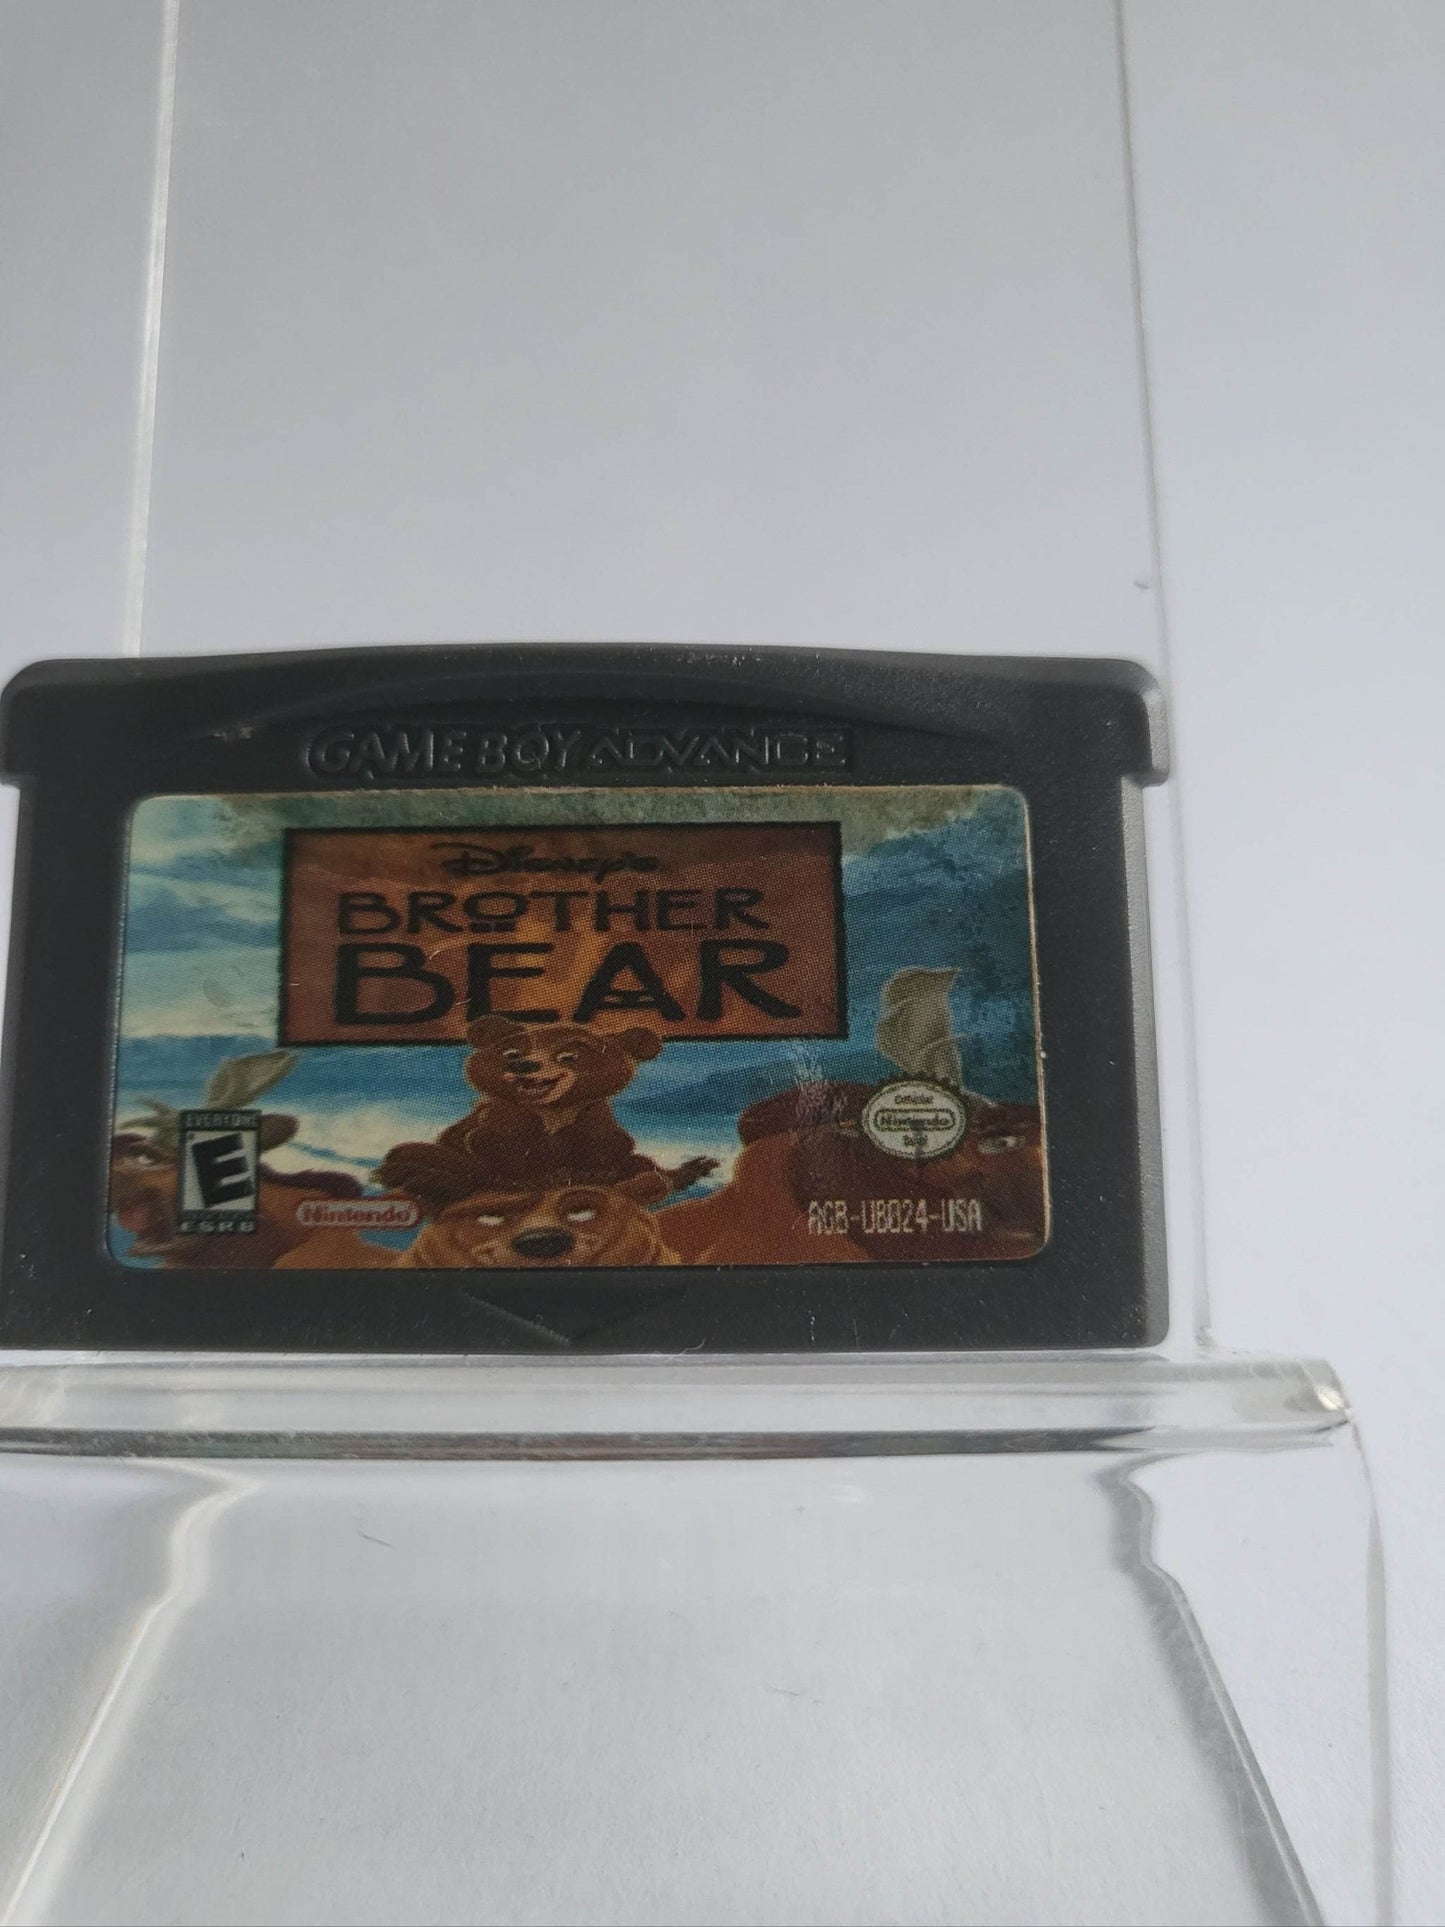 GAME BOY ADVANCE
Disney's
BROTHER
BEAR
EVERYONE
E
ESRB
Nintendo
Official
Nintendo
Seal
AGB-UB024-USA